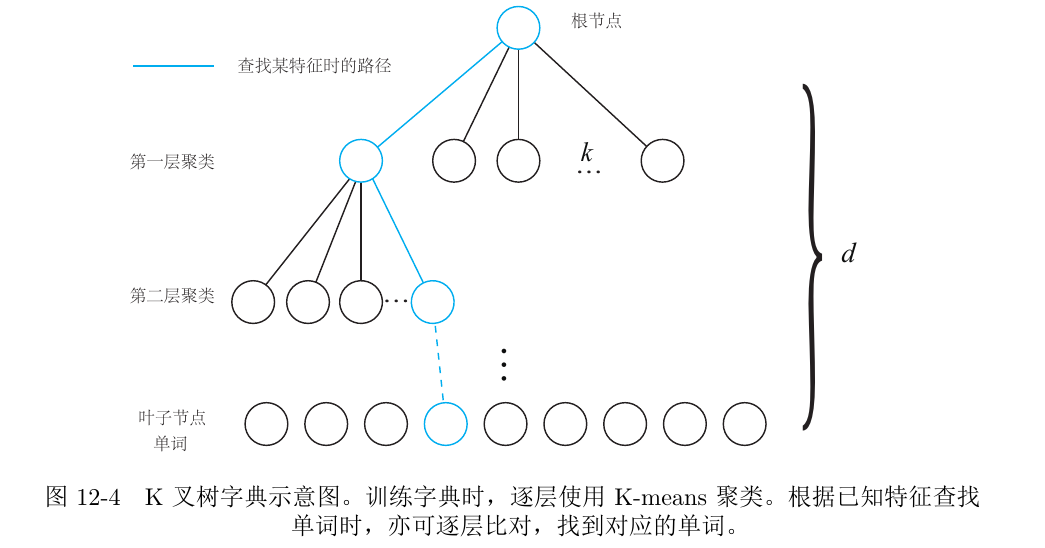 根节点
查找某特征时的路径
第一层聚类
k
...
d
第二层聚类
...
叶子节点
单词
图 12-4 K 叉树字典示意图。训练字典时，逐层使用 K-means 聚类。根据已知特征查找
单词时，亦可逐层比对，找到对应的单词。